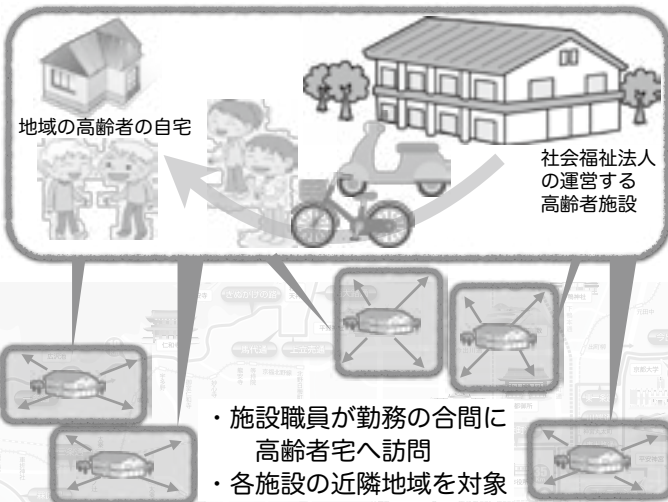 地域の高齢者の自宅
社会福祉法人
の運営する
高齢者施設
・施設職員が勤務の合間に
高齢者宅へ訪問
・各施設の近隣地域を対象